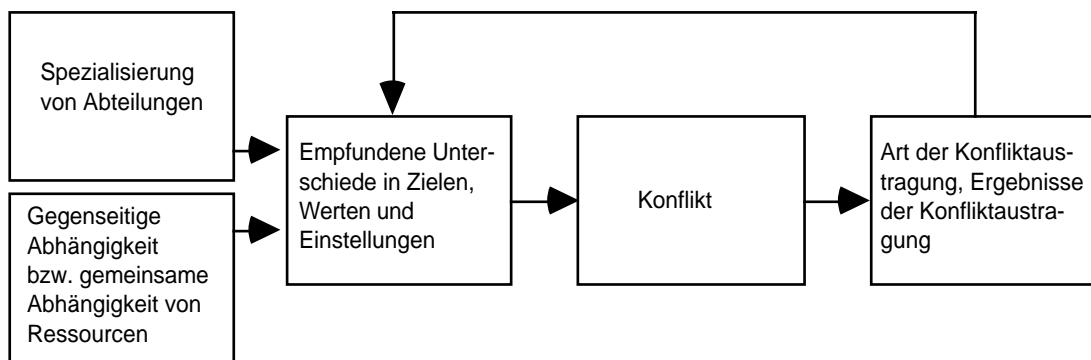 Spezialisierung
von Abteilungen
Gegenseitige
Abhängigkeit
bzw. gemeinsame
Abhängigkeit von
Ressourcen
Empfundene Unter-
schiede in Zielen,
Werten und
Einstellungen
Konflikt
Art der Konfliktaus-
tragung, Ergebnisse
der Konfliktaustra-
gung